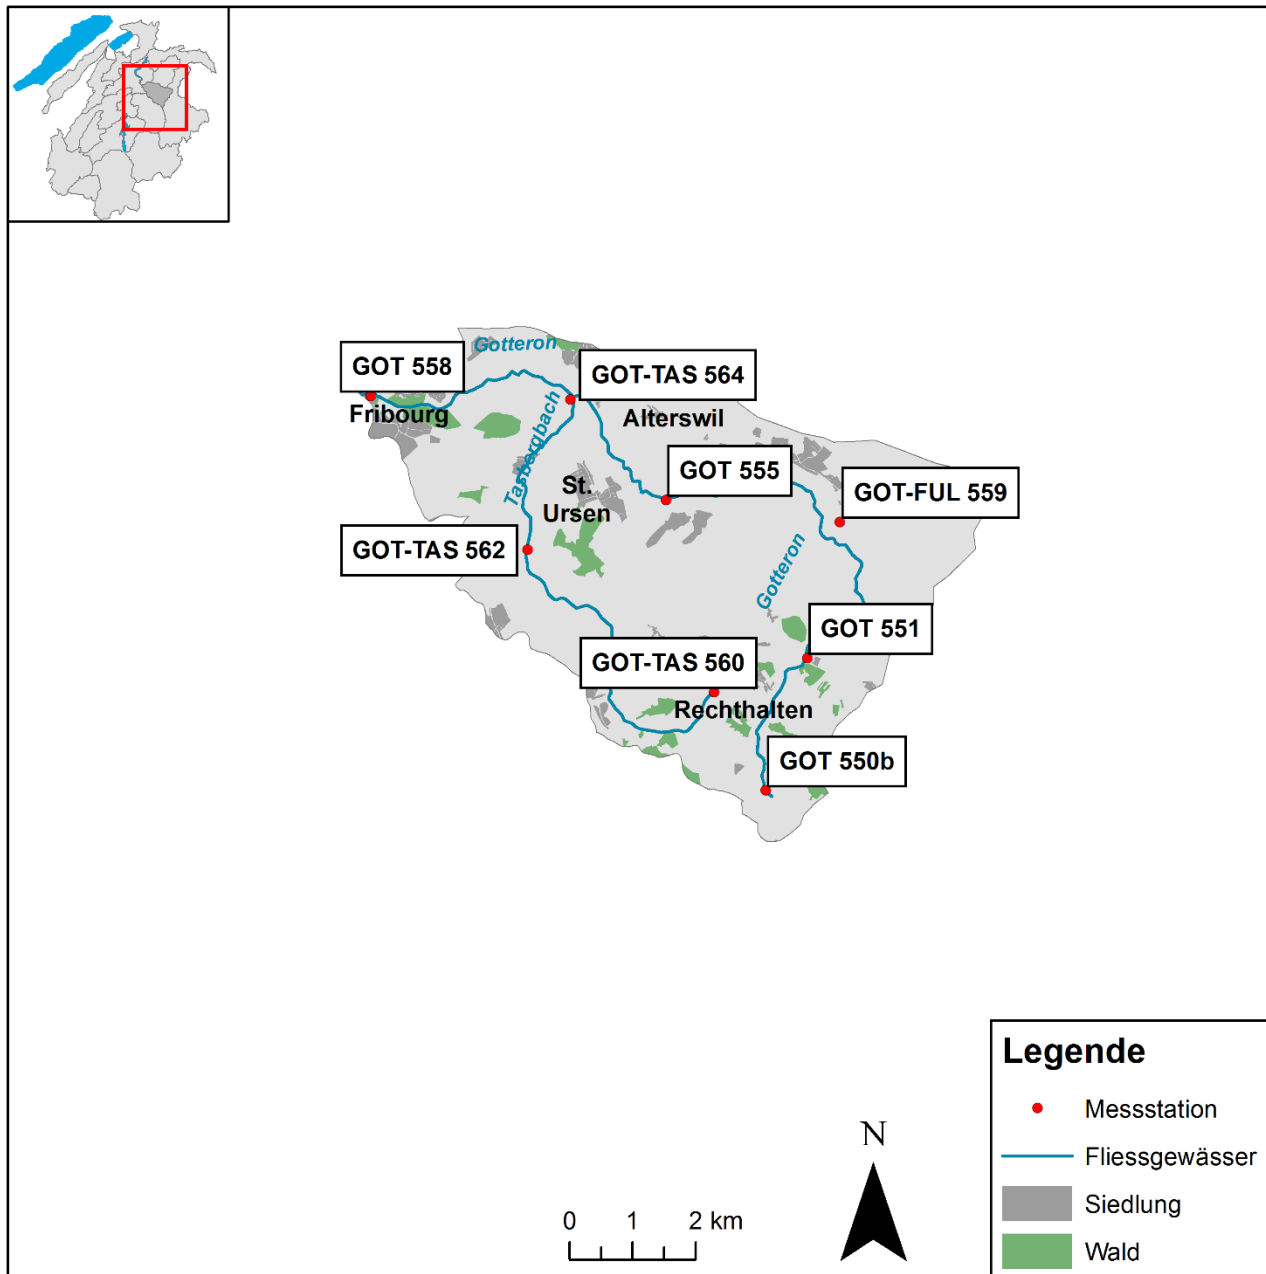 Gotteron
GOT 558
GOT-TAS 564
Fribourg
Alterswil
Tasbergbach
GOT 555
St.
Ursen
GOT-FUL 559
GOT-TAS 562
Gotteron
GOT 551
GOT-TAS 560
Rechthalten
GOT 550b
Legende
Messstation
Fliessgewässer
Siedlung
Wald
N
0 1 2 km